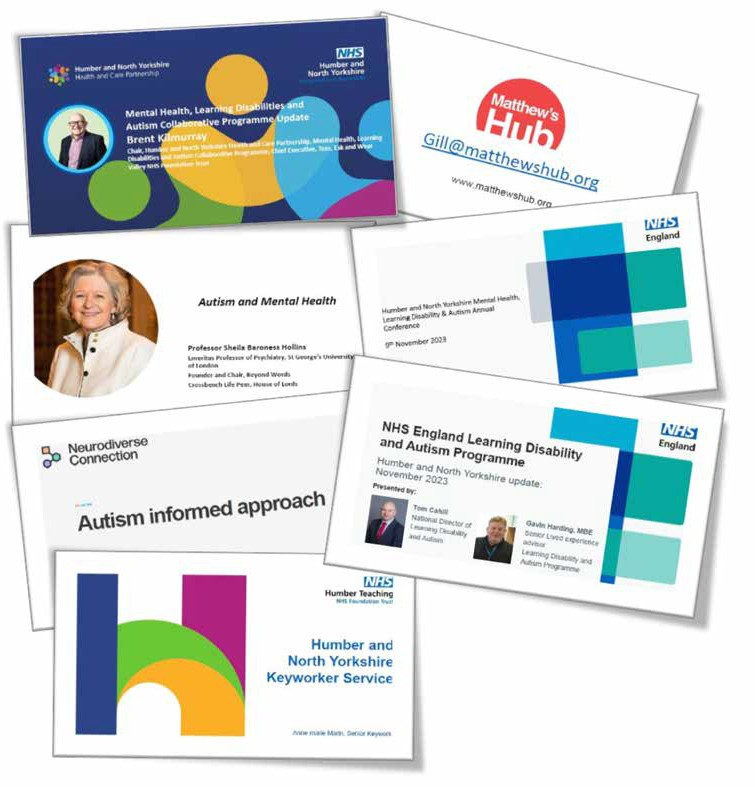 Humber and North Yorkshire
Health and Care Partnership
NHS
Humber and
North Yorkshire
Mental Health, Learning Disabilities and
Autism Collaborative Programme Update
Brent Kilmurray
Chair, Humber and North Yorkshire Health and Care Partnership, Mental Health, Learning
Disabilities and Autism Collaborative Programme, Chief Executive, Tees, Esk and Wear
Valley NHS Foundation Trust
Matthew's
Hub
Gill@matthewshub.org
www.matthewshub.org
Autism and Mental Health
Professor Sheila Baroness Hollins
Emeritus Professor of Psychiatry, St George's University
of London
Founder and Chair, Beyond Words
Crossbench Life Peer, House of Lords
NHS
England
Humber and North Yorkshire Mental Health,
Learning Disability & Autism Annual
Conference
9th November 2023
Neurodiverse
Connection
Autism informed approach
NHS
England
NHS England Learning Disability
and Autism Programme
Humber and North Yorkshire update:
November 2023
Presented by:
Tom Cahill
National Director of
Learning Disability
and Autism
Gavin Harding, MBE
Senior Lived experience
advisor
Learning Disability and
Autism Programme
NHS
Humber Teaching
NHS Foundation Trust
Humber and
North Yorkshire
Keyworker Service
Anne marie Marin, Senior Keywork